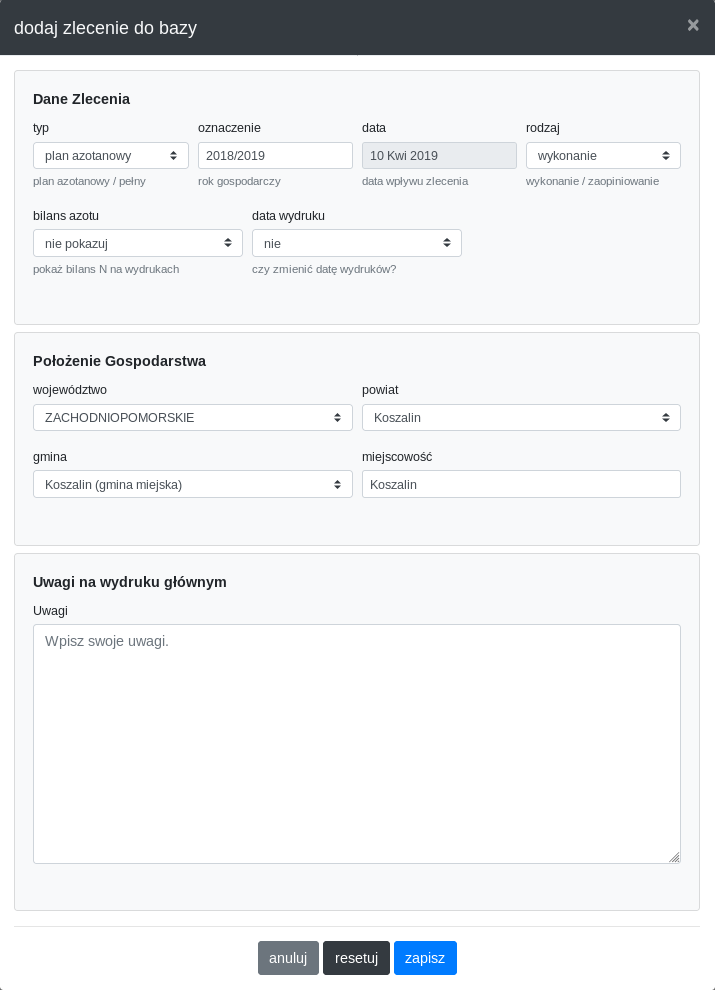 dodaj zlecenie do bazy ×
Dane Zlecenia
typ oznaczenie data rodzaj
plan azotanowy 2018/2019 10 Kwi 2019 wykonanie
plan azotanowy / pełny rok gospodarczy data wpływu zlecenia wykonanie / zaopiniowanie
bilans azotu data wydruku
nie pokazuj nie
pokaż bilans N na wydrukach czy zmienić datę wydruków?
Położenie Gospodarstwa
województwo powiat
ZACHODNIOPOMORSKIE Koszalin
gmina miejscowość
Koszalin (gmina miejska) Koszalin
Uwagi na wydruku głównym
Uwagi
Wpisz swoje uwagi.
anuluj resetuj zapisz